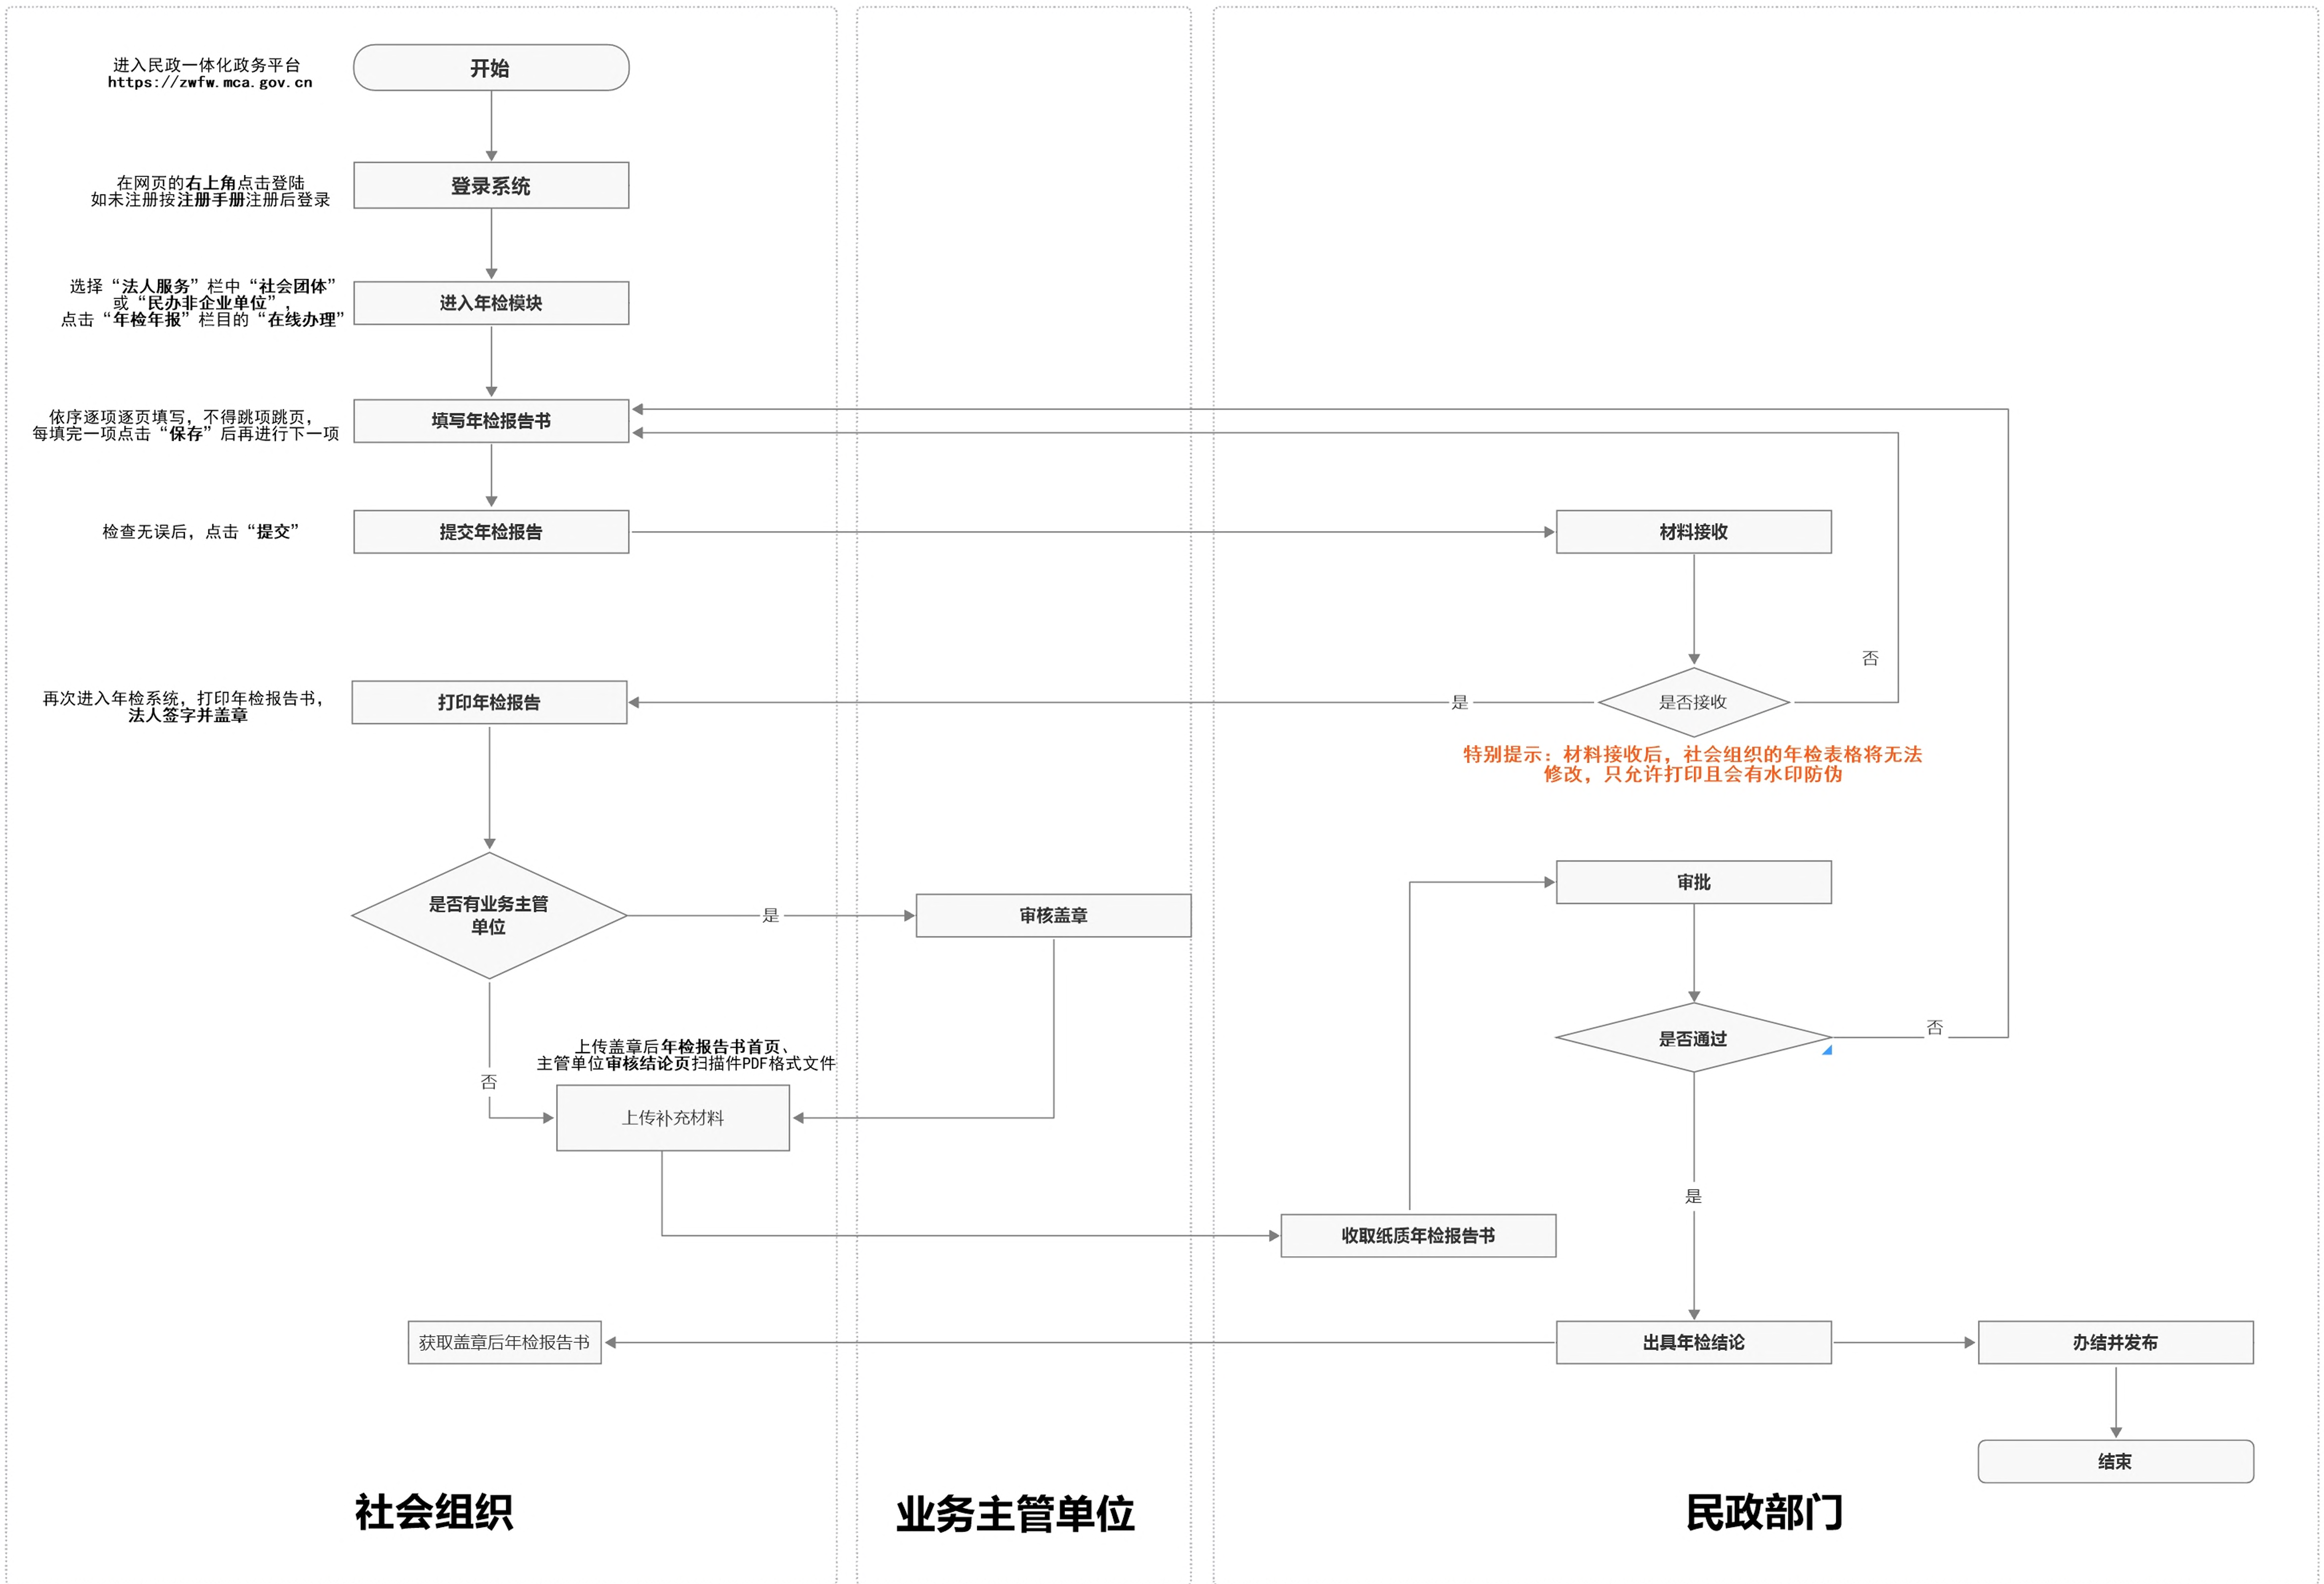 进入民政一体化政务平台
https://zwfw.mca.gov.cn
开始
在网页的右上角点击登陆
如未注册按注册手册注册后登录
登录系统
选择“法人服务”栏中“社会团体”
或“民办非企业单位”,
点击“年检年报”栏目的“在线办理”
进入年检模块
依序逐项逐页填写, 不得跳项跳页,
每填完一项点击“保存”后再进行下一项
填写年检报告书
检查无误后, 点击“提交”
提交年检报告
材料接收
否
再次进入年检系统, 打印年检报告书,
法人签字并盖章
打印年检报告
是
是否接收
特别提示: 材料接收后, 社会组织的年检表格将无法
修改, 只允许打印且会有水印防伪
审批
是否有业务主管
单位
是
审核盖章
是否通过
否
上传盖章后年检报告书首页、
主管单位审核结论页扫描件PDF格式文件
否
上传补充材料
是
收取纸质年检报告书
获取盖章后年检报告书
出具年检结论
办结并发布
结束
社会组织
业务主管单位
民政部门